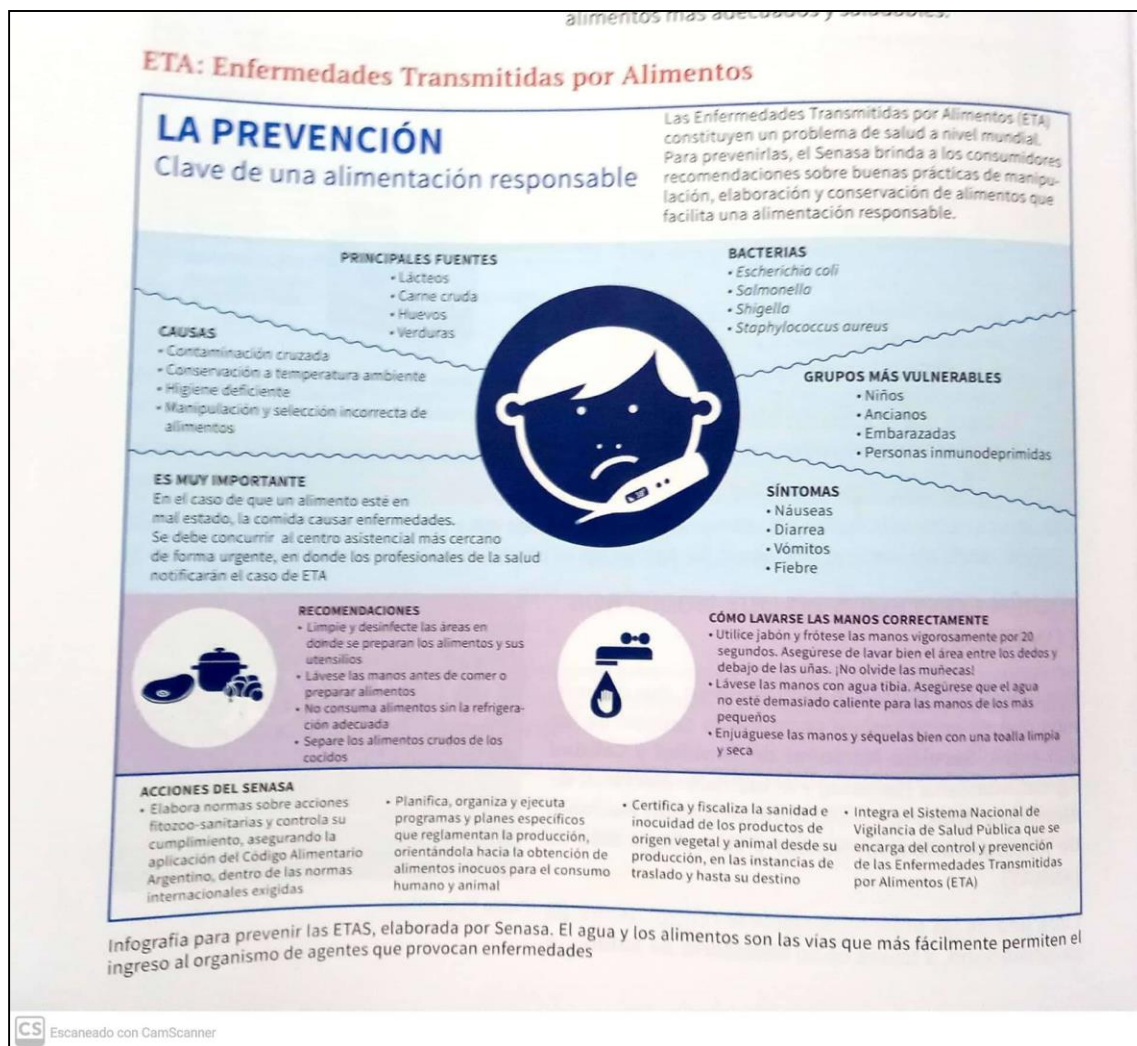 alimentos más adecuados y saludables.
ETA: Enfermedades Transmitidas por Alimentos
LA PREVENCIÓN
Clave de una alimentación responsable
Las Enfermedades Transmitidas por Alimentos (ETA)
constituyen un problema de salud a nivel mundial.
Para prevenirlas, el Senasa brinda a los consumidores
recomendaciones sobre buenas prácticas de manipu-
lación, elaboración y conservación de alimentos que
facilita una alimentación responsable.
PRINCIPALES FUENTES
• Lácteos
• Carne cruda
• Huevos
• Verduras
BACTERIAS
• Escherichia coli
• Salmonella
• Shigella
• Staphylococcus aureus
CAUSAS
• Contaminación cruzada
• Conservación a temperatura ambiente
• Higiene deficiente
• Manipulación y selección incorrecta de
alimentos
GRUPOS MÁS VULNERABLES
• Niños
• Ancianos
• Embarazadas
• Personas inmunodeprimidas
ES MUY IMPORTANTE
En el caso de que un alimento esté en
mal estado, la comida causar enfermedades.
Se debe concurrir al centro asistencial más cercano
de forma urgente, en donde los profesionales de la salud
notificarán el caso de ETA
SÍNTOMAS
• Náuseas
• Diarrea
• Vómitos
• Fiebre
RECOMENDACIONES
• Limpie y desinfecte las áreas en
donde se preparan los alimentos y sus
utensilios
• Lávese las manos antes de comer o
preparar alimentos
• No consuma alimentos sin la refrigera-
ción adecuada
• Separe los alimentos crudos de los
cocidos
CÓMO LAVARSE LAS MANOS CORRECTAMENTE
• Utilice jabón y frótese las manos vigorosamente por 20
segundos. Asegúrese de lavar bien el área entre los dedos y
debajo de las uñas. ¡No olvide las muñecas!
• Lávese las manos con agua tibia. Asegúrese que el agua
no esté demasiado caliente para las manos de los más
pequeños
• Enjuáguese las manos y séquelas bien con una toalla limpia
y seca
ACCIONES DEL SENASA
• Elabora normas sobre acciones
fitozoo-sanitarias y controla su
cumplimiento, asegurando la
aplicación del Código Alimentario
Argentino, dentro de las normas
internacionales exigidas
• Planifica, organiza y ejecuta
programas y planes específicos
que reglamentan la producción,
orientándola hacia la obtención de
alimentos inocuos para el consumo
humano y animal
• Certifica y fiscaliza la sanidad e
inocuidad de los productos de
origen vegetal y animal desde su
producción, en las instancias de
traslado y hasta su destino
• Integra el Sistema Nacional de
Vigilancia de Salud Pública que se
encarga del control y prevención
de las Enfermedades Transmitidas
por Alimentos (ETA)
Infografía para prevenir las ETAS, elaborada por Senasa. El agua y los alimentos son las vías que más fácilmente permiten el
ingreso al organismo de agentes que provocan enfermedades
CS Escaneado con CamScanner